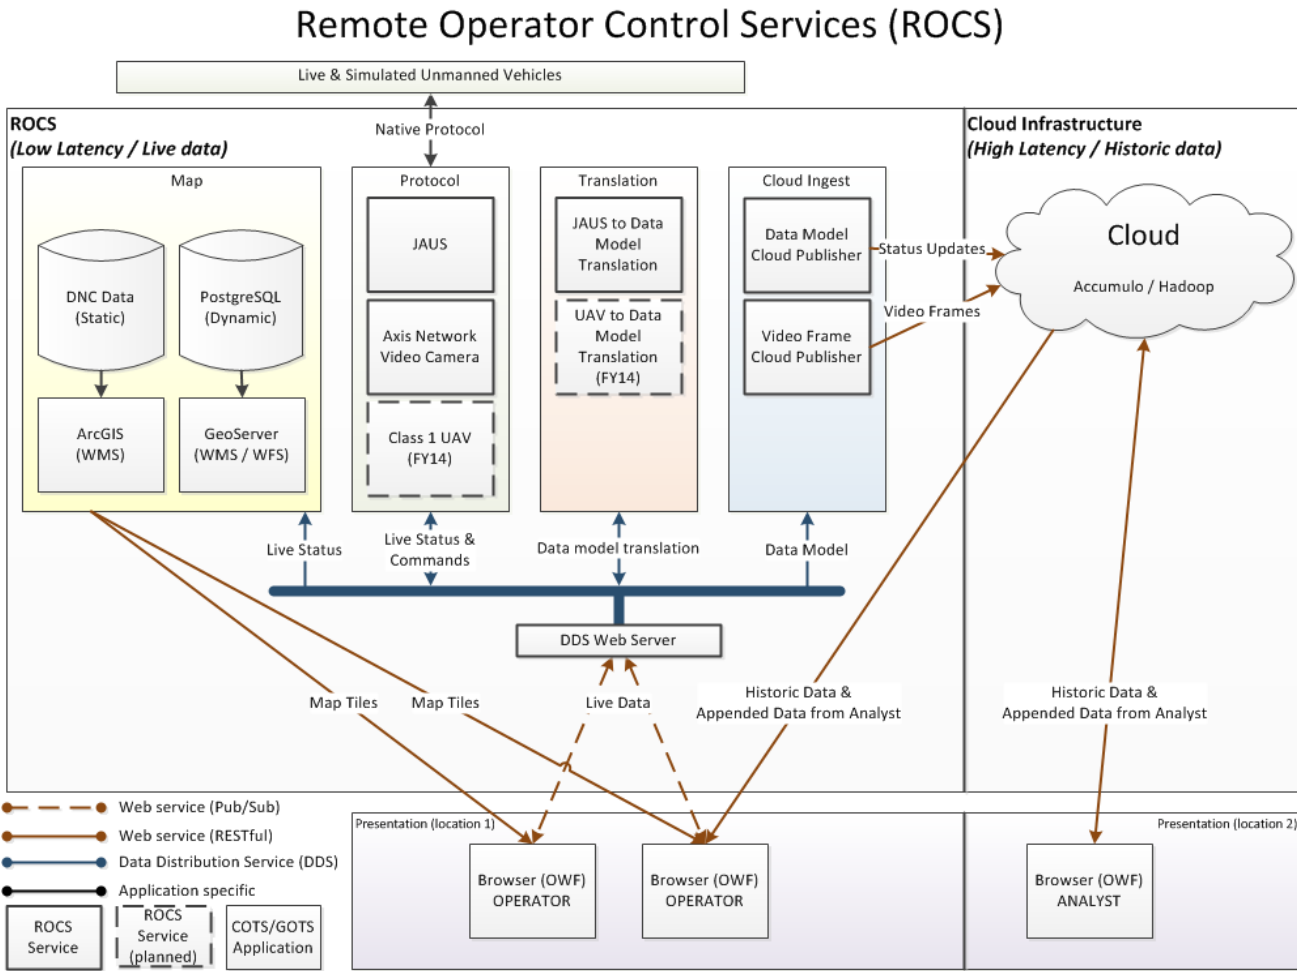 Remote Operator Control Services (ROCS)
Live & Simulated Unmanned Vehicles
Native Protocol
ROCS
(Low Latency / Live data)
Cloud Infrastructure
(High Latency / Historic data)
Map
DNC Data
(Static)
PostgreSQL
(Dynamic)
ArcGIS
(WMS)
GeoServer
(WMS / WFS)
Protocol
JAUS
Axis Network
Video Camera
Class 1 UAV
(FY14)
Translation
JAUS to Data
Model
Translation
UAV to Data
Model
Translation
(FY14)
Cloud Ingest
Data Model
Cloud Publisher
Video Frame
Cloud Publisher
Status Updates
Video Frames
Cloud
Accumulo / Hadoop
Live Status
Live Status &
Commands
Data model translation
Data Model
DDS Web Server
Map Tiles
Map Tiles
Live Data
Historic Data &
Appended Data from Analyst
Historic Data &
Appended Data from Analyst
Web service (Pub/Sub)
Web service (RESTful)
Data Distribution Service (DDS)
Application specific
ROCS
Service
ROCS
Service
(planned)
COTS/GOTS
Application
Presentation (location 1)
Browser (OWF)
OPERATOR
Browser (OWF)
OPERATOR
Presentation (location 2)
Browser (OWF)
ANALYST